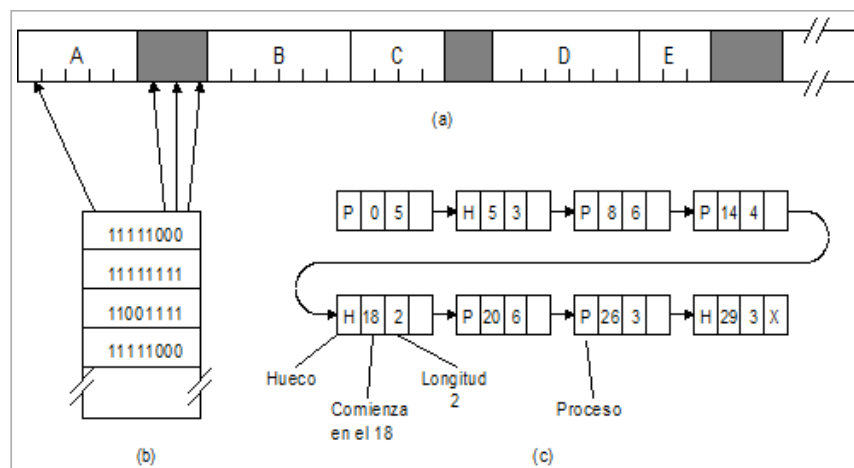 A B C D E
(a)
P 0 5 H 5 3 P 8 6 P 14 4
11111000
11111111
11001111
11111000
H 18 2 P 20 6 P 26 3 H 29 3 X
Hueco
Comienza
en el 18
Longitud
2
Proceso
(b)
(c)